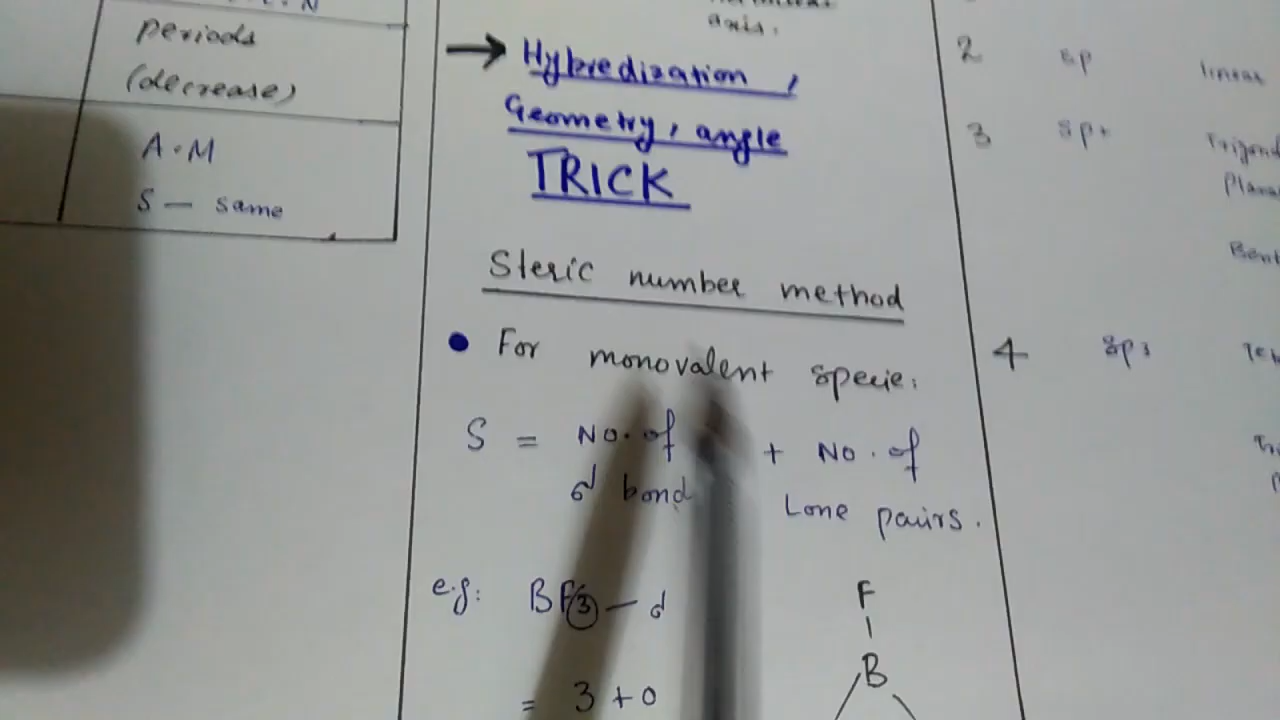 periods
(decrease)
A.M
S — same
axis.
→ Hybredization,
Geometry, angle
TRICK
Steric number method
• For monovalent specie:
S = No. of + No. of
σ bond Lone pairs.
e.g: BF3 — σ
= 3 + 0
F
B
2 sp linear
3 sp2
Bent
4 sp3